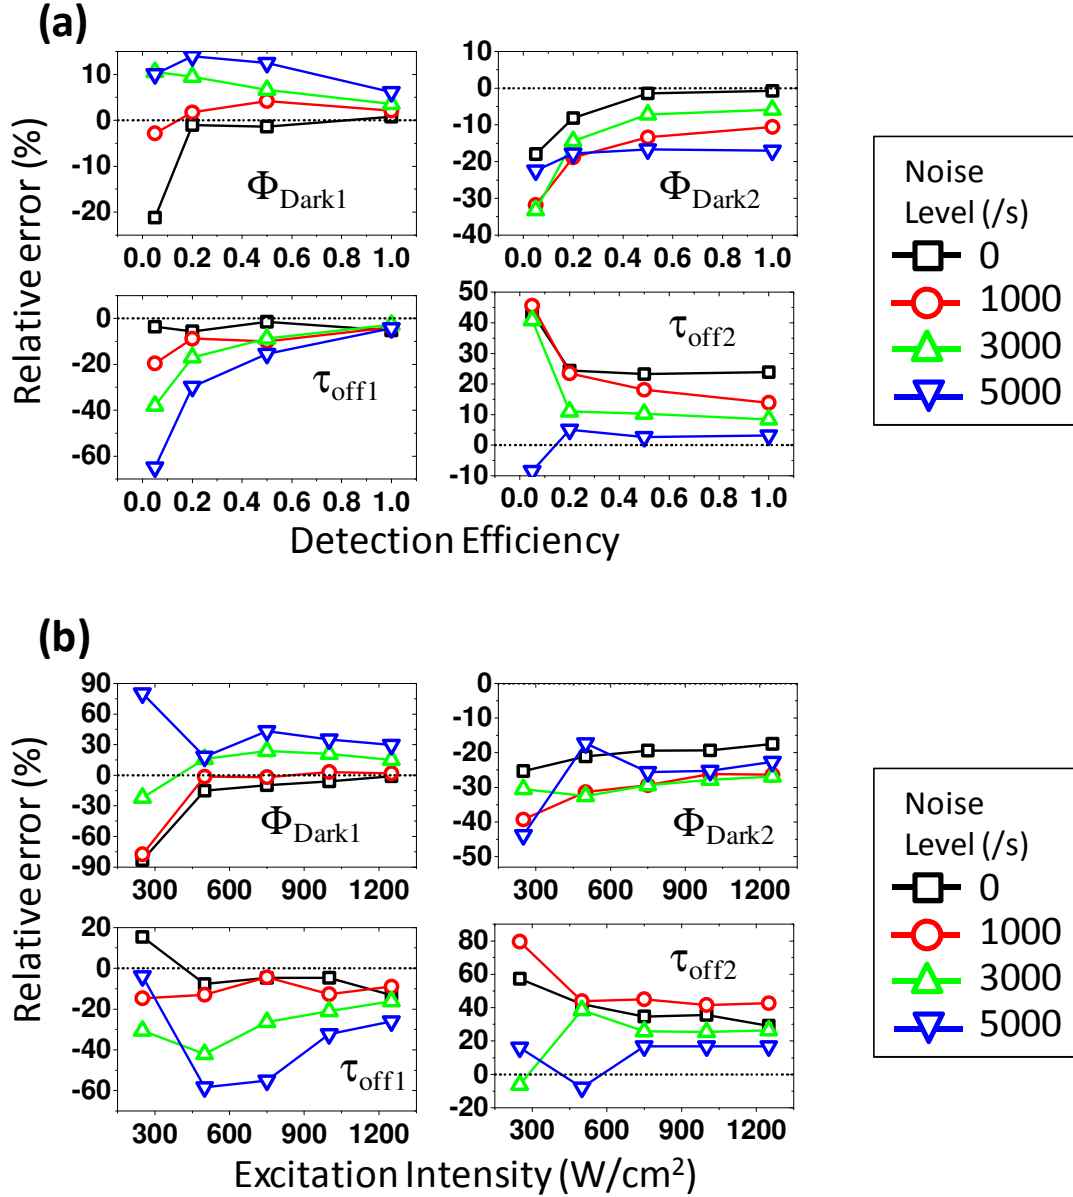 (a)
Relative error (%)
10
0
-10
-20
Φ_Dark1
0.0 0.2 0.4 0.6 0.8 1.0
10
0
-10
-20
-30
-40
Φ_Dark2
0.0 0.2 0.4 0.6 0.8 1.0
0
-20
-40
-60
τ_off1
0.0 0.2 0.4 0.6 0.8 1.0
50
40
30
20
10
0
-10
τ_off2
0.0 0.2 0.4 0.6 0.8 1.0
Detection Efficiency
Noise
Level (/s)
0
1000
3000
5000
(b)
Relative error (%)
90
60
30
0
-30
-60
-90
Φ_Dark1
300 600 900 1200
0
-10
-20
-30
-40
-50
Φ_Dark2
300 600 900 1200
20
0
-20
-40
-60
τ_off1
300 600 900 1200
80
60
40
20
0
-20
τ_off2
300 600 900 1200
Excitation Intensity (W/cm²)
Noise
Level (/s)
0
1000
3000
5000